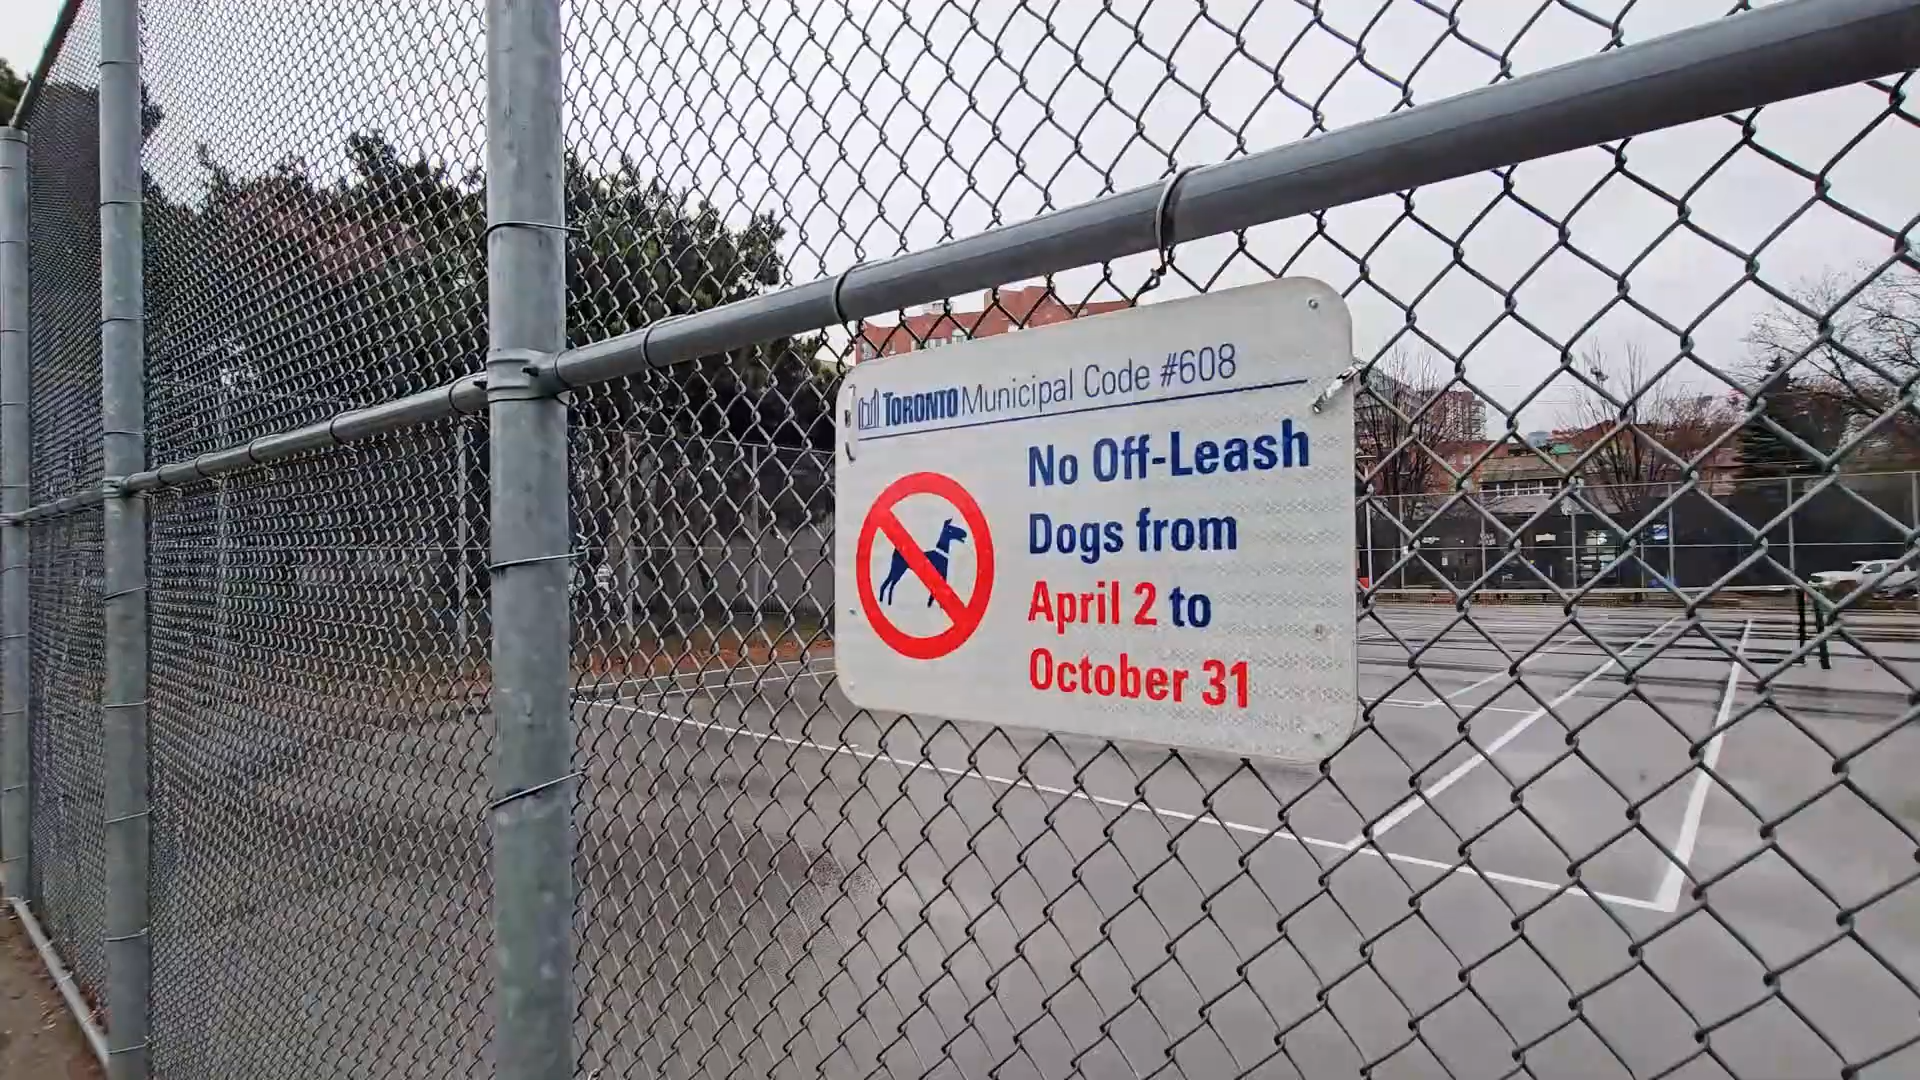 TORONTO Municipal Code #608
No Off-Leash
Dogs from
April 2 to
October 31